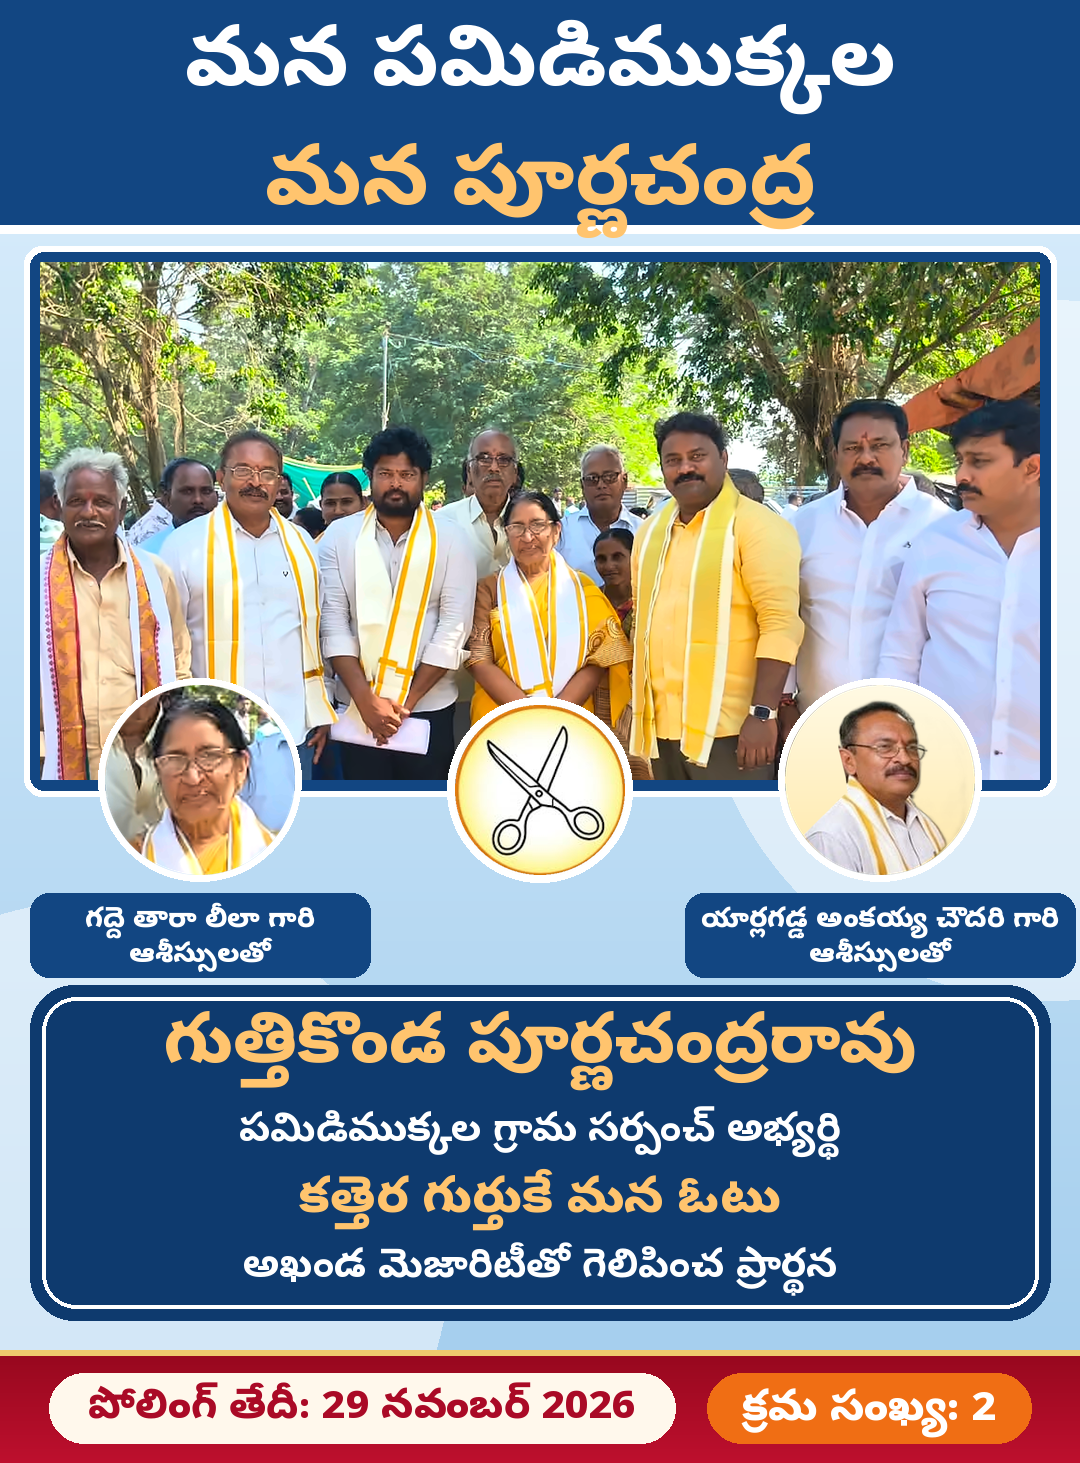 మన పమిడిముక్కల
మన పూర్ణచంద్ర
గద్దె తారా లీలా గారి
ఆశీస్సులతో
యార్లగడ్డ అంకయ్య చౌదరి గారి
ఆశీస్సులతో
గుత్తికొండ పూర్ణచంద్రరావు
పమిడిముక్కల గ్రామ సర్పంచ్ అభ్యర్థి
కత్తెర గుర్తుకే మన ఓటు
అఖండ మెజారిటీతో గెలిపించ ప్రార్థన
పోలింగ్ తేదీ: 29 నవంబర్ 2026
క్రమ సంఖ్య: 2